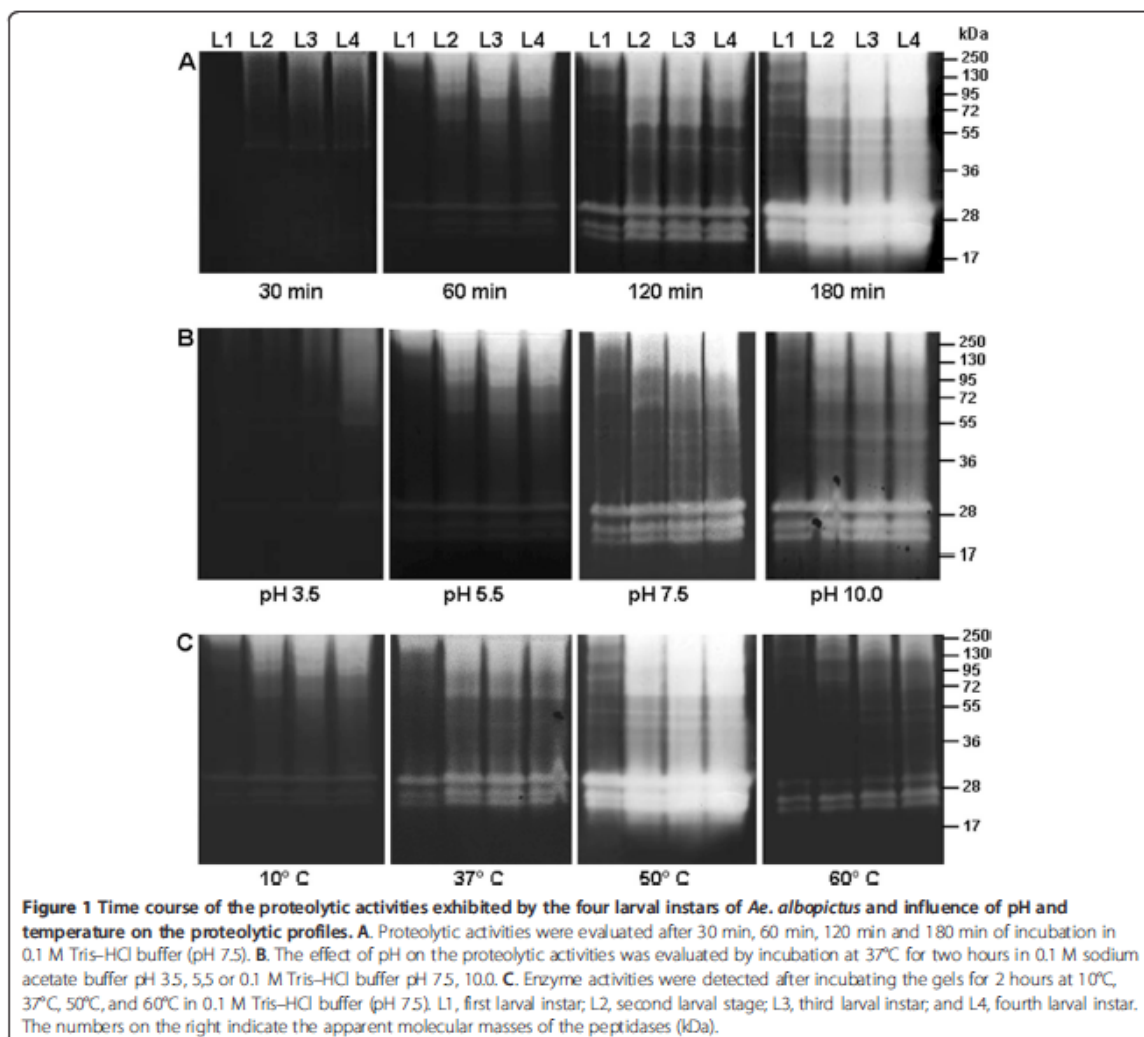 L1 L2 L3 L4 L1 L2 L3 L4 L1 L2 L3 L4 L1 L2 L3 L4 kDa
A
250
130
95
72
55
36
28
17
30 min 60 min 120 min 180 min
B
250
130
95
72
55
36
28
17
pH 3.5 pH 5.5 pH 7.5 pH 10.0
C
250
130
95
72
55
36
28
17
10º C 37º C 50º C 60º C
Figure 1 Time course of the proteolytic activities exhibited by the four larval instars of Ae. albopictus and influence of pH and
temperature on the proteolytic profiles. A. Proteolytic activities were evaluated after 30 min, 60 min, 120 min and 180 min of incubation in
0.1 M Tris–HCl buffer (pH 7.5). B. The effect of pH on the proteolytic activities was evaluated by incubation at 37°C for two hours in 0.1 M sodium
acetate buffer pH 3.5, 5,5 or 0.1 M Tris–HCl buffer pH 7.5, 10.0. C. Enzyme activities were detected after incubating the gels for 2 hours at 10°C,
37°C, 50°C, and 60°C in 0.1 M Tris–HCl buffer (pH 7.5). L1, first larval instar; L2, second larval stage; L3, third larval instar; and L4, fourth larval instar.
The numbers on the right indicate the apparent molecular masses of the peptidases (kDa).